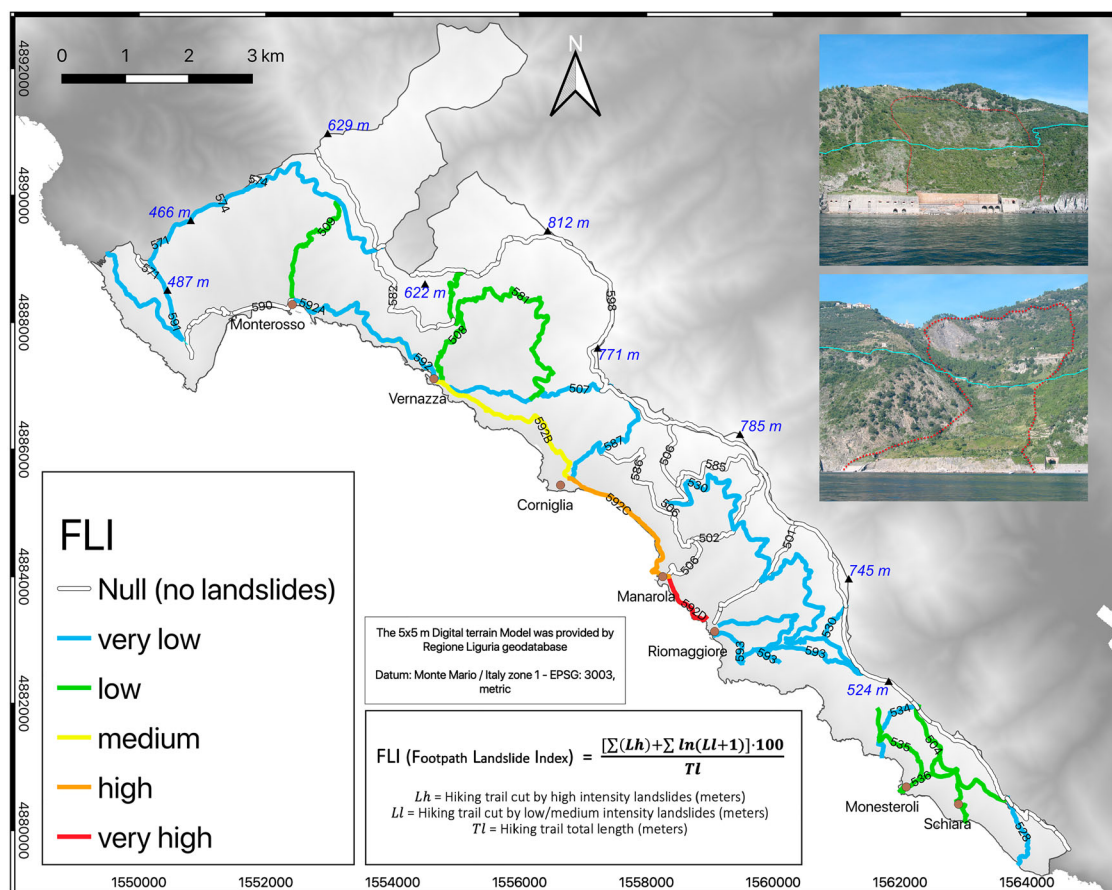 0 1 2 3 km
N
4892000
4890000
4888000
4886000
4884000
4882000
4880000
629 m
574
574
466 m
571
571
487 m
591
509
590
592A
Monterosso
812 m
582
622 m
598
581
508
592
771 m
507
Vernazza
592B
785 m
587
506
586
585
530
506
Corniglia
592C
502
501
506
745 m
Manarola
592D
530
593
593
593
Riomaggiore
524 m
534
504
535
536
Monesteroli
Schiara
528
FLI
Null (no landslides)
very low
low
medium
high
very high
The 5x5 m Digital terrain Model was provided by
Regione Liguria geodatabase
Datum: Monte Mario / Italy zone 1 - EPSG: 3003,
metric
FLI (Footpath Landslide Index) = [∑(Lh)+∑ ln(Ll+1)]·100
Tl
Lh = Hiking trail cut by high intensity landslides (meters)
Ll = Hiking trail cut by low/medium intensity landslides (meters)
Tl = Hiking trail total length (meters)
1550000 1552000 1554000 1556000 1558000 1560000 1562000 1564000